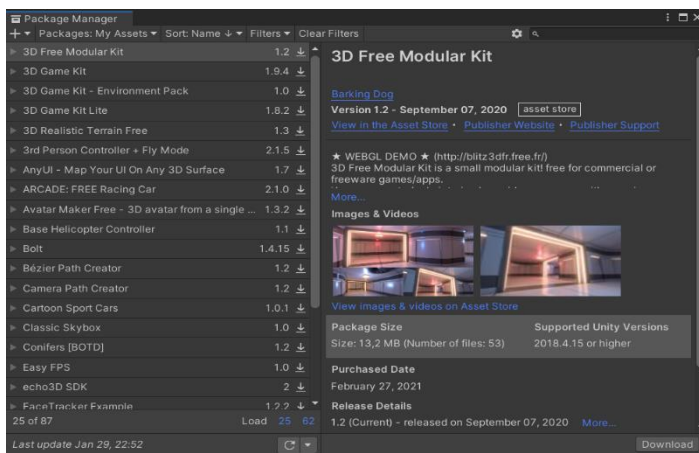 Package Manager
+ Packages: My Assets Sort: Name ↓ Filters Clear Filters
3D Free Modular Kit 1.2
3D Game Kit 1.9.4
3D Game Kit - Environment Pack 1.0
3D Game Kit Lite 1.8.2
3D Realistic Terrain Free 1.3
3rd Person Controller + Fly Mode 2.1.5
AnyUI - Map Your UI On Any 3D Surface 1.7
ARCADE: FREE Racing Car 2.1.0
Avatar Maker Free - 3D avatar from a single ... 1.3.2
Base Helicopter Controller 1.1
Bolt 1.4.15
Bézier Path Creator 1.2
Camera Path Creator 1.2
Cartoon Sport Cars 1.0.1
Classic Skybox 1.0
Conifers [BOTD] 1.2
Easy FPS 1.0
echo3D SDK 2
FaceTracker Example 1.2.2
25 of 87 Load 25 62
Last update Jan 29, 22:52
3D Free Modular Kit
Barking Dog
Version 1.2 - September 07, 2020 asset store
View in the Asset Store • Publisher Website • Publisher Support
★ WEBGL DEMO ★ (http://blitz3dfr.free.fr/)
3D Free Modular Kit is a small modular kit! free for commercial or
freeware games/apps.
More...
Images & Videos
View images & videos on Asset Store
Package Size Supported Unity Versions
Size: 13,2 MB (Number of files: 53) 2018.4.15 or higher
Purchased Date
February 27, 2021
Release Details
1.2 (Current) - released on September 07, 2020 More...
Download